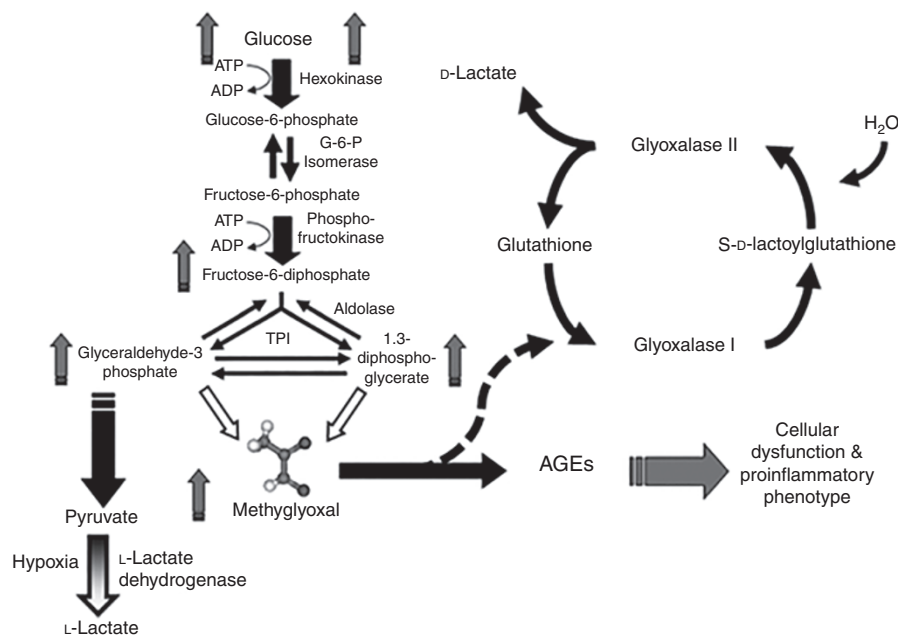 Glucose
ATP
ADP
Hexokinase
Glucose-6-phosphate
G-6-P
Isomerase
Fructose-6-phosphate
ATP
ADP
Phospho-
fructokinase
Fructose-6-diphosphate
Aldolase
TPI
Glyceraldehyde-3
phosphate
1.3-
diphospho-
glycerate
Methyglyoxal
Pyruvate
Hypoxia
L-Lactate
dehydrogenase
L-Lactate
D-Lactate
Glyoxalase II
H₂O
Glutathione
S-D-lactoylglutathione
Glyoxalase I
AGEs
Cellular
dysfunction &
proinflammatory
phenotype